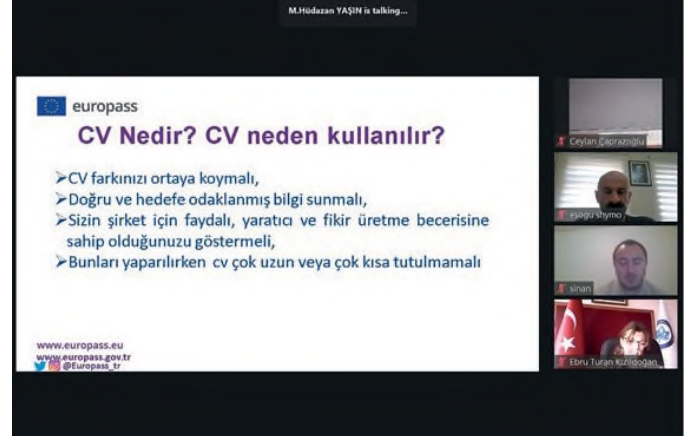 M.Hüdazan YAŞIN is talking...
europass
CV Nedir? CV neden kullanılır?
➢CV farkınızı ortaya koymalı,
➢Doğru ve hedefe odaklanmış bilgi sunmalı,
➢Sizin şirket için faydalı, yaratıcı ve fikir üretme becerisine
sahip olduğunuzu göstermeli,
➢Bunları yaparılırken cv çok uzun veya çok kısa tutulmamalı
www.europass.eu
www.europass.gov.tr
@Europass_tr
Ceylan Çaprazoğlu
esogu shymo
sinan
Ebru Turan Kızıldoğan